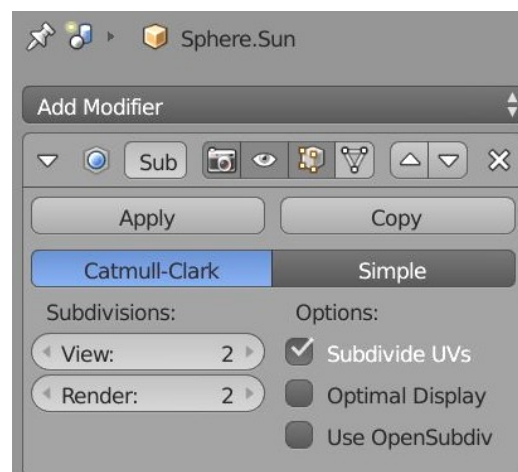 Sphere.Sun
Add Modifier
Sub
Apply Copy
Catmull-Clark Simple
Subdivisions: Options:
View: 2 Subdivide UVs
Render: 2 Optimal Display
Use OpenSubdiv